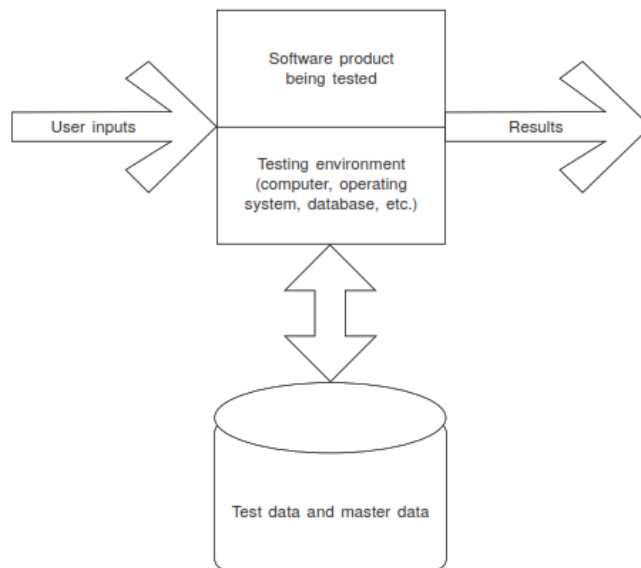 Software product
being tested
User inputs
Results
Testing environment
(computer, operating
system, database, etc.)
Test data and master data